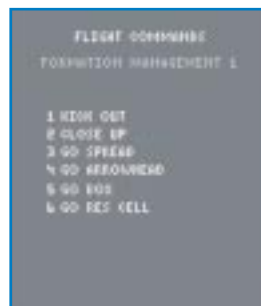 FLIGHT COMMANDS
FORMATION MANAGEMENT 1
1 KICK OUT
2 CLOSE UP
3 GO SPREAD
4 GO ARROWHEAD
5 GO BOX
6 GO RES CELL